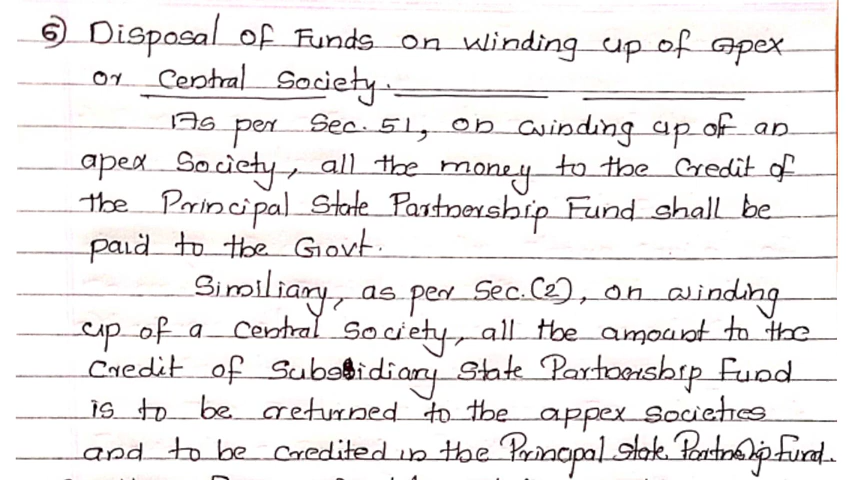 ⑥ Disposal of Funds on winding up of apex
or Central Society.
As per Sec. 51, on winding up of an
apex Society, all the money to the Credit of
the Principal State Partnership Fund shall be
paid to the Govt.
Similiary, as per Sec.(2), on winding
up of a Central Society, all the amount to the
Credit of Subsidiary State Partnership Fund
is to be returned to the appex societies
and to be Credited in the Principal State Partnership Fund.